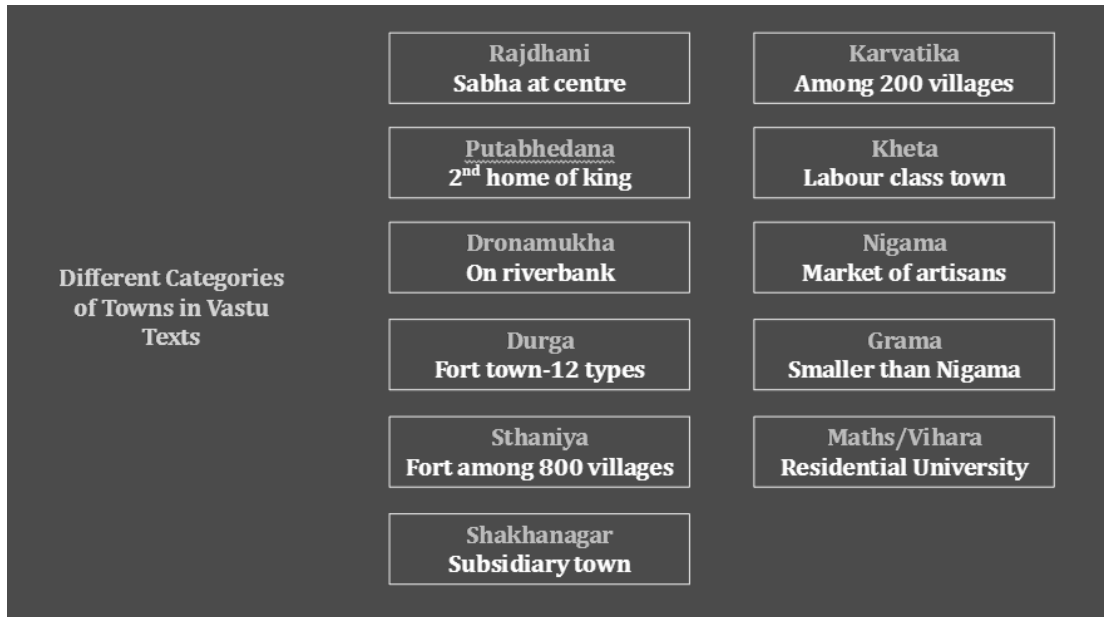 Different Categories
of Towns in Vastu
Texts
Rajdhani
Sabha at centre
Putabhedana
2nd home of king
Dronamukha
On riverbank
Durga
Fort town-12 types
Sthaniya
Fort among 800 villages
Shakhanagar
Subsidiary town
Karvatika
Among 200 villages
Kheta
Labour class town
Nigama
Market of artisans
Grama
Smaller than Nigama
Maths/Vihara
Residential University